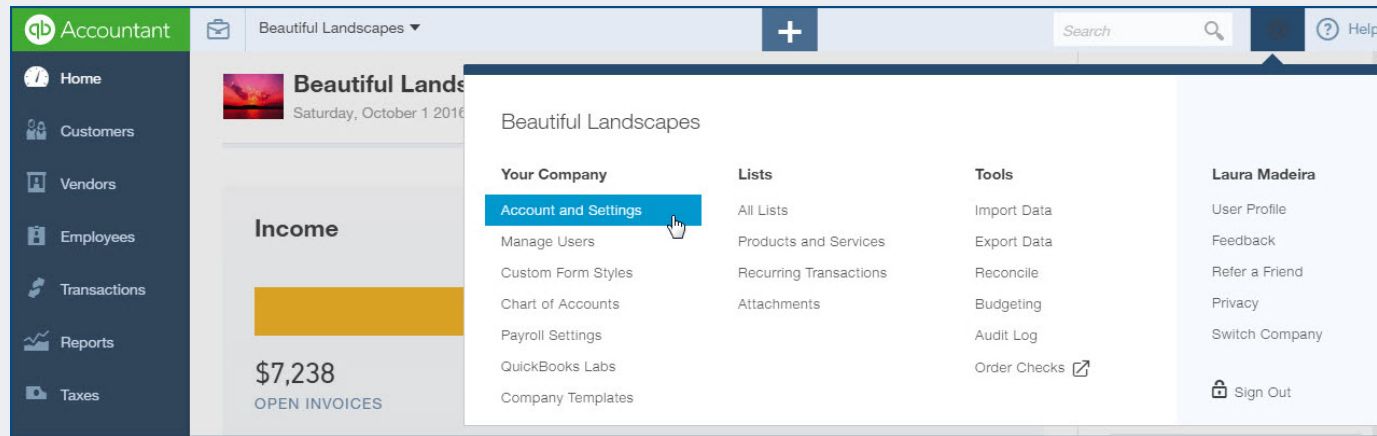 qb Accountant
Beautiful Landscapes
+
Search
? Help
Home
Customers
Vendors
Employees
Transactions
Reports
Taxes
Beautiful Lands
Saturday, October 1 2016
Income
$7,238
OPEN INVOICES
Beautiful Landscapes
Your Company
Account and Settings
Manage Users
Custom Form Styles
Chart of Accounts
Payroll Settings
QuickBooks Labs
Company Templates
Lists
All Lists
Products and Services
Recurring Transactions
Attachments
Tools
Import Data
Export Data
Reconcile
Budgeting
Audit Log
Order Checks
Laura Madeira
User Profile
Feedback
Refer a Friend
Privacy
Switch Company
Sign Out